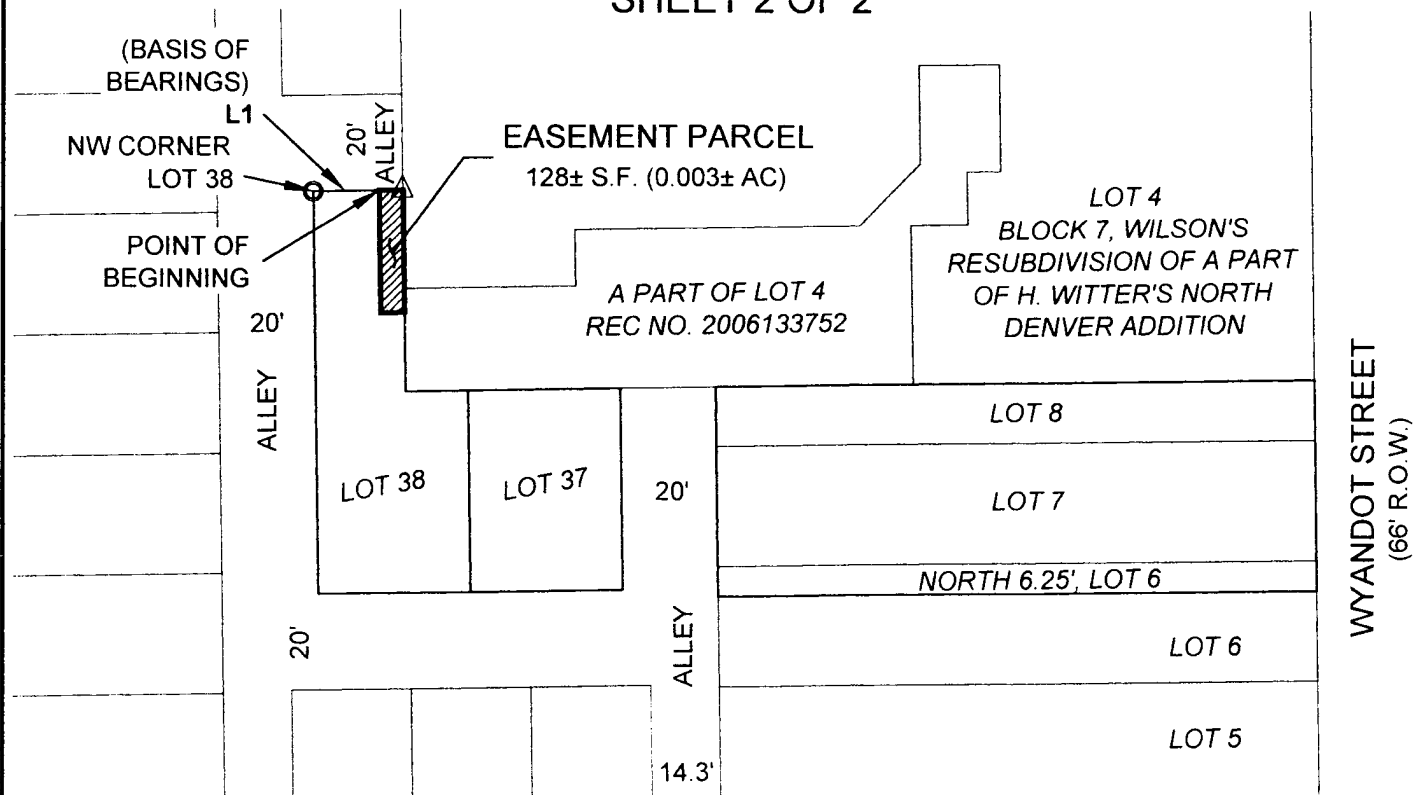 SHEET 2 OF 2
(BASIS OF
BEARINGS)
L1
NW CORNER
LOT 38
POINT OF
BEGINNING
20'
ALLEY
EASEMENT PARCEL
128± S.F. (0.003± AC)
LOT 4
BLOCK 7, WILSON'S
RESUBDIVISION OF A PART
OF H. WITTER'S NORTH
DENVER ADDITION
A PART OF LOT 4
REC NO. 2006133752
20'
ALLEY
LOT 38
LOT 37
20'
ALLEY
LOT 8
LOT 7
NORTH 6.25', LOT 6
LOT 6
LOT 5
20'
14.3'
WYANDOT STREET
(66' R.O.W.)